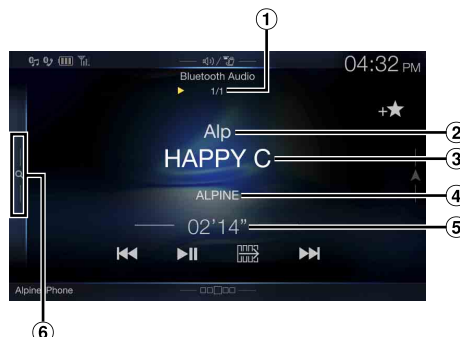 ①
04:32 PM
Bluetooth Audio
1/1
Alp
②
HAPPY C
③
ALPINE
④
02'14"
⑤
Alpine Phone
⑥